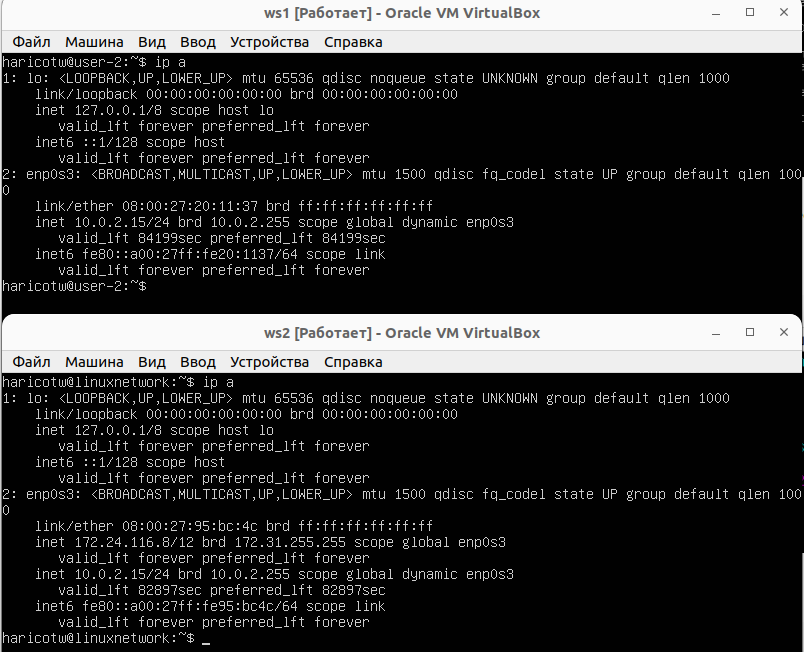 ws1 [Работает] - Oracle VM VirtualBox
Файл Машина Вид Ввод Устройства Справка
haricotw@user-2:~$ ip a
1: lo: <LOOPBACK,UP,LOWER_UP> mtu 65536 qdisc noqueue state UNKNOWN group default qlen 1000
    link/loopback 00:00:00:00:00:00 brd 00:00:00:00:00:00
    inet 127.0.0.1/8 scope host lo
       valid_lft forever preferred_lft forever
    inet6 ::1/128 scope host
       valid_lft forever preferred_lft forever
2: enp0s3: <BROADCAST,MULTICAST,UP,LOWER_UP> mtu 1500 qdisc fq_codel state UP group default qlen 100
0
    link/ether 08:00:27:20:11:37 brd ff:ff:ff:ff:ff:ff
    inet 10.0.2.15/24 brd 10.0.2.255 scope global dynamic enp0s3
       valid_lft 84199sec preferred_lft 84199sec
    inet6 fe80::a00:27ff:fe20:1137/64 scope link
       valid_lft forever preferred_lft forever
haricotw@user-2:~$
ws2 [Работает] - Oracle VM VirtualBox
Файл Машина Вид Ввод Устройства Справка
haricotw@linuxnetwork:~$ ip a
1: lo: <LOOPBACK,UP,LOWER_UP> mtu 65536 qdisc noqueue state UNKNOWN group default qlen 1000
    link/loopback 00:00:00:00:00:00 brd 00:00:00:00:00:00
    inet 127.0.0.1/8 scope host lo
       valid_lft forever preferred_lft forever
    inet6 ::1/128 scope host
       valid_lft forever preferred_lft forever
2: enp0s3: <BROADCAST,MULTICAST,UP,LOWER_UP> mtu 1500 qdisc fq_codel state UP group default qlen 100
0
    link/ether 08:00:27:95:bc:4c brd ff:ff:ff:ff:ff:ff
    inet 172.24.116.8/12 brd 172.31.255.255 scope global enp0s3
       valid_lft forever preferred_lft forever
    inet 10.0.2.15/24 brd 10.0.2.255 scope global dynamic enp0s3
       valid_lft 82897sec preferred_lft 82897sec
    inet6 fe80::a00:27ff:fe95:bc4c/64 scope link
       valid_lft forever preferred_lft forever
haricotw@linuxnetwork:~$ _